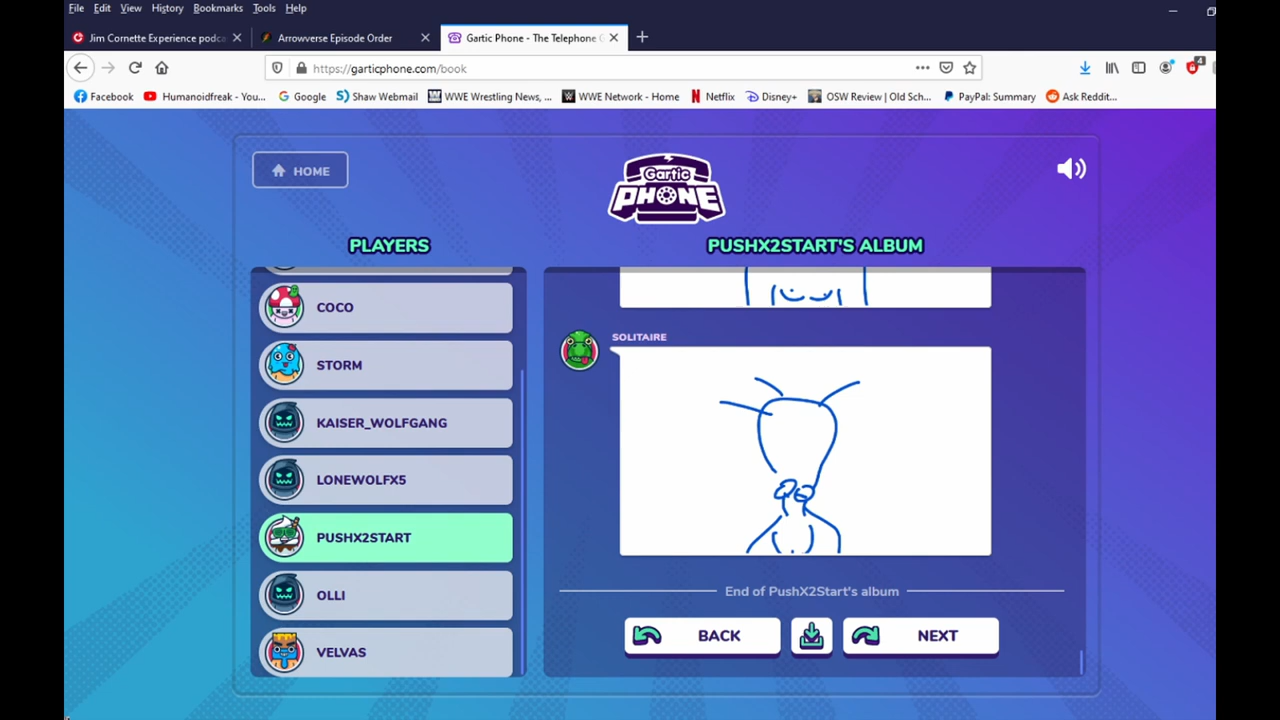 File Edit View History Bookmarks Tools Help
Jim Cornette Experience podca
Arrowverse Episode Order
Gartic Phone - The Telephone G
https://garticphone.com/book
Facebook
Humanoidfreak - You...
Google
Shaw Webmail
WWE Wrestling News, ...
WWE Network - Home
Netflix
Disney+
OSW Review | Old Sch...
PayPal: Summary
Ask Reddit...
4
HOME
Gartic
PHONE
PLAYERS
PUSHX2START'S ALBUM
COCO
STORM
KAISER_WOLFGANG
LONEWOLFX5
PUSHX2START
OLLI
VELVAS
SOLITAIRE
End of PushX2Start's album
BACK
NEXT